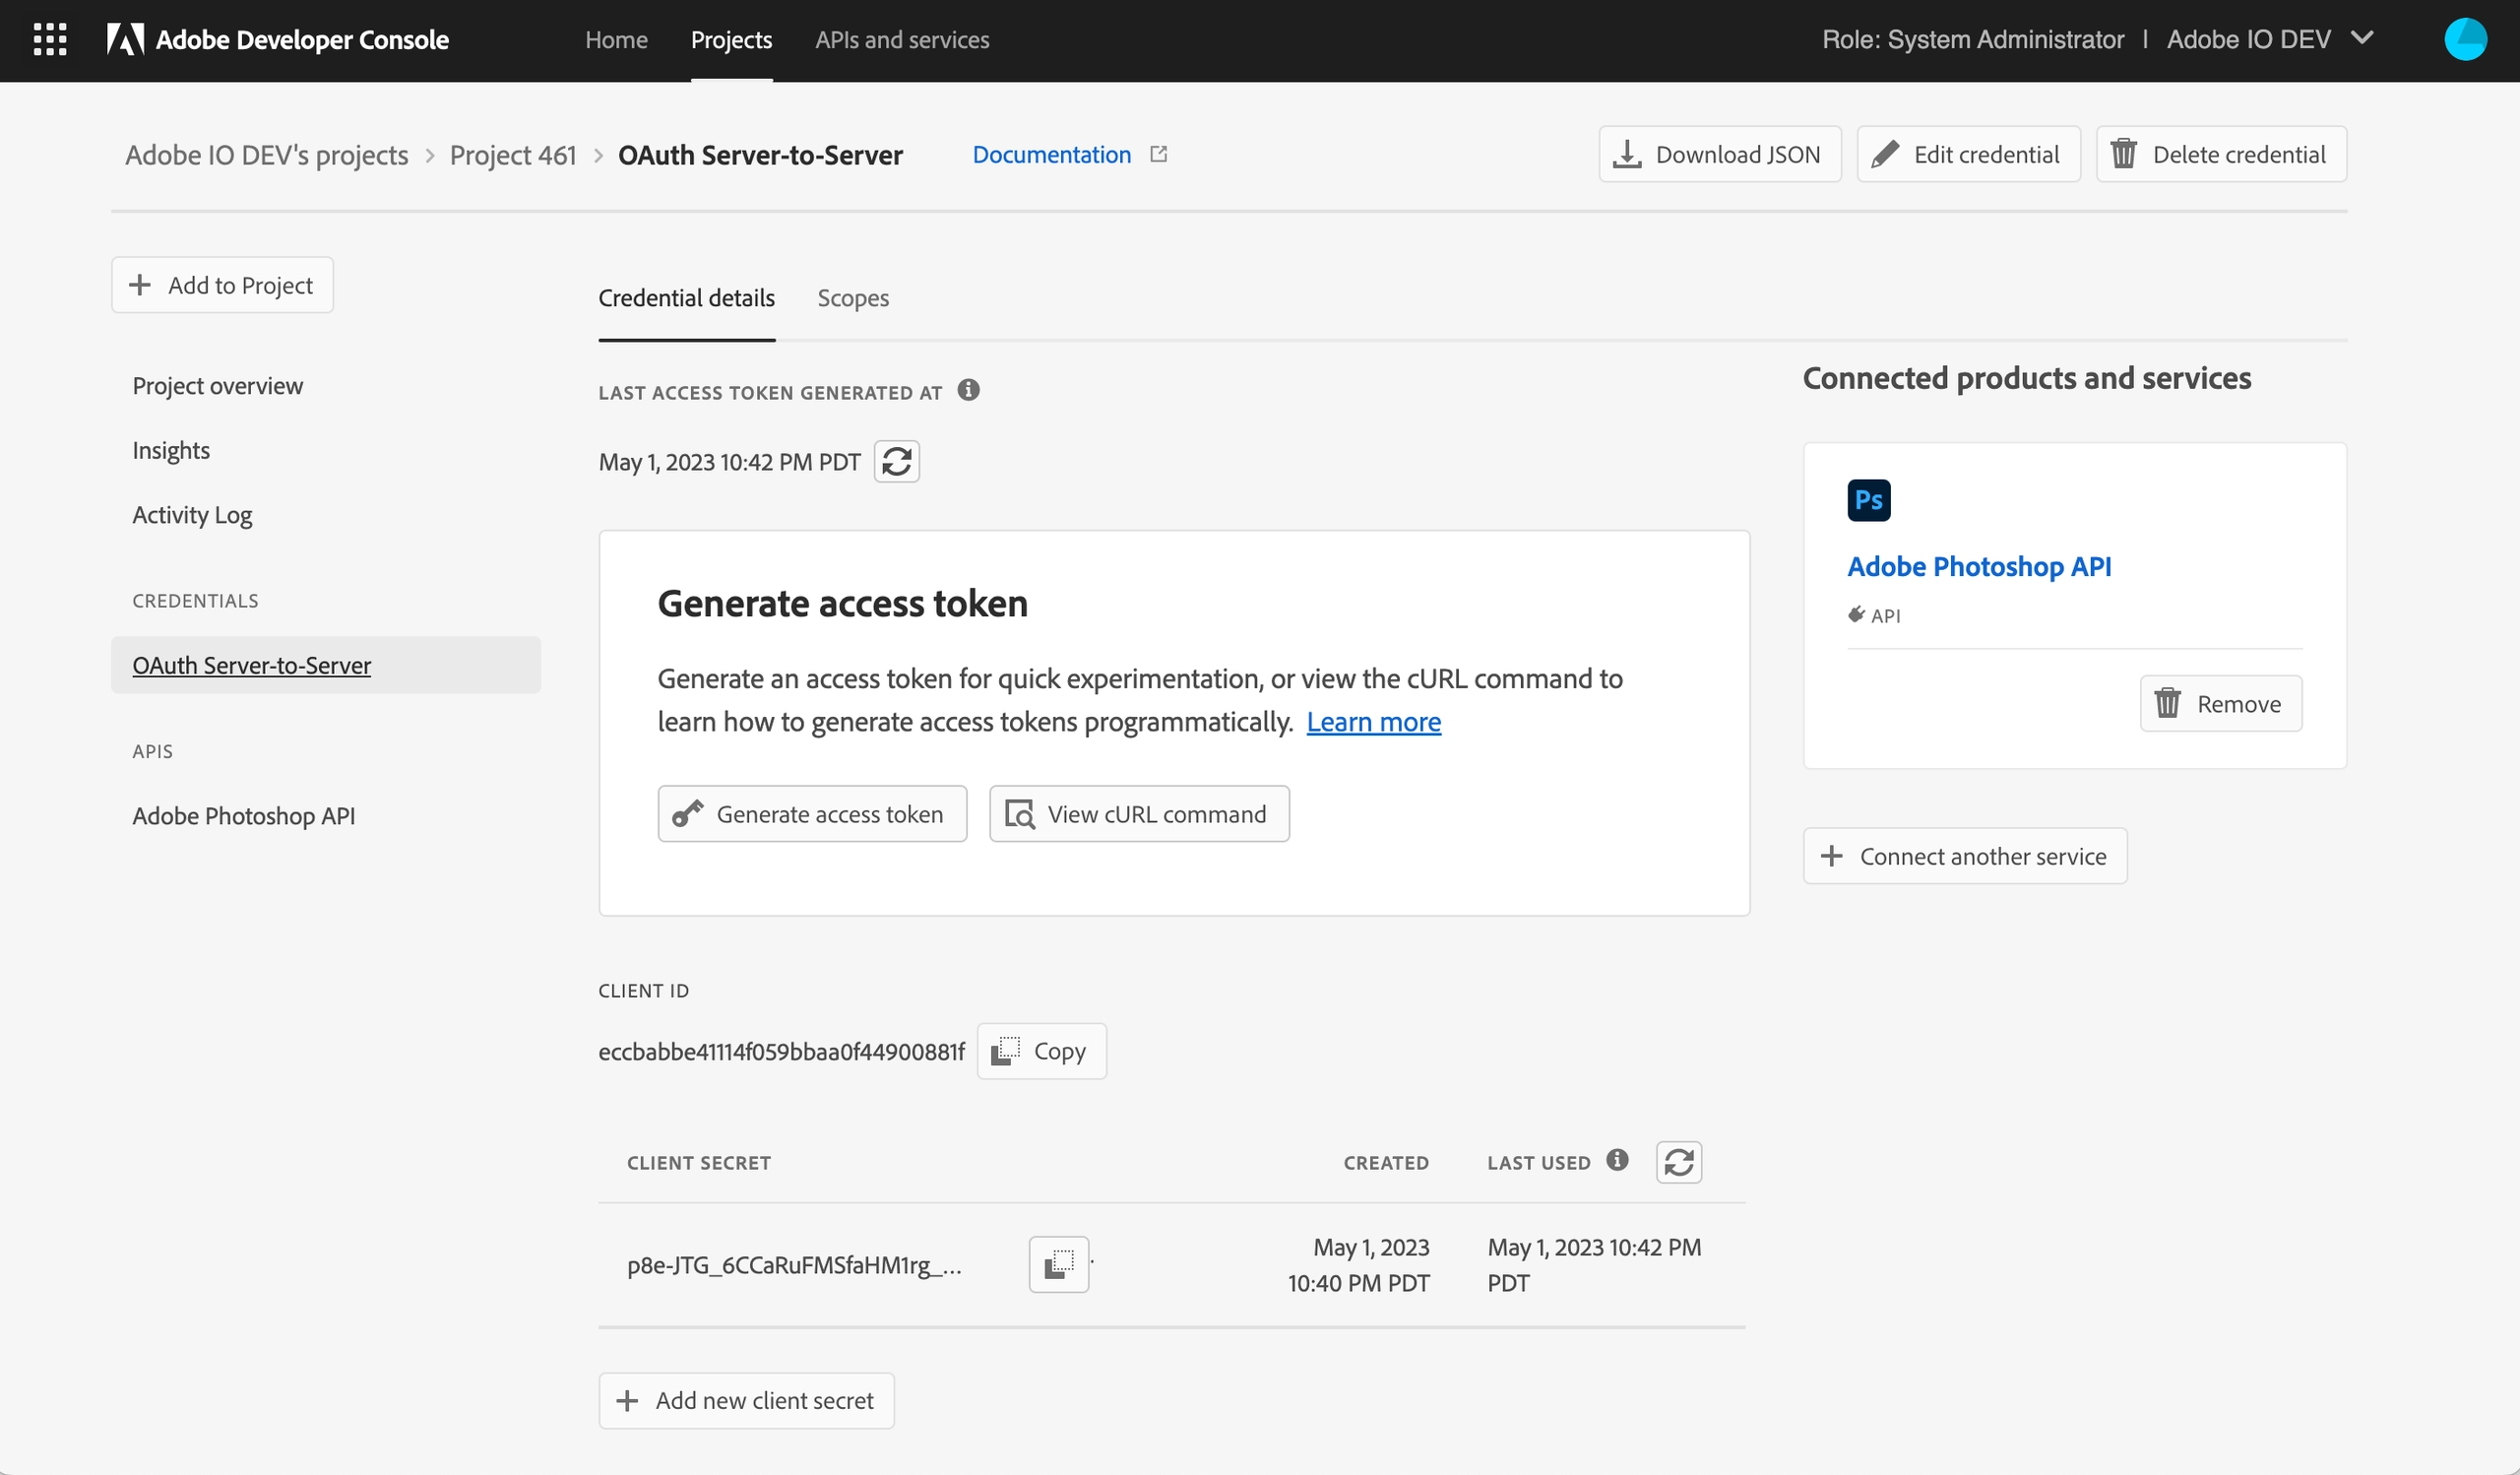 Adobe Developer Console
Home
Projects
APIs and services
Role: System Administrator | Adobe IO DEV
Adobe IO DEV's projects > Project 461 > OAuth Server-to-Server
Documentation
Download JSON
Edit credential
Delete credential
+ Add to Project
Project overview
Insights
Activity Log
CREDENTIALS
OAuth Server-to-Server
APIS
Adobe Photoshop API
Credential details
Scopes
LAST ACCESS TOKEN GENERATED AT
May 1, 2023 10:42 PM PDT
Generate access token
Generate an access token for quick experimentation, or view the cURL command to
learn how to generate access tokens programmatically. Learn more
Generate access token
View cURL command
CLIENT ID
eccbabbe41114f059bbaa0f44900881f
Copy
CLIENT SECRET
CREATED
LAST USED
p8e-JTG_6CCaRuFMSfaHM1rg_...
May 1, 2023
10:40 PM PDT
May 1, 2023 10:42 PM
PDT
+ Add new client secret
Connected products and services
Ps
Adobe Photoshop API
API
Remove
+ Connect another service